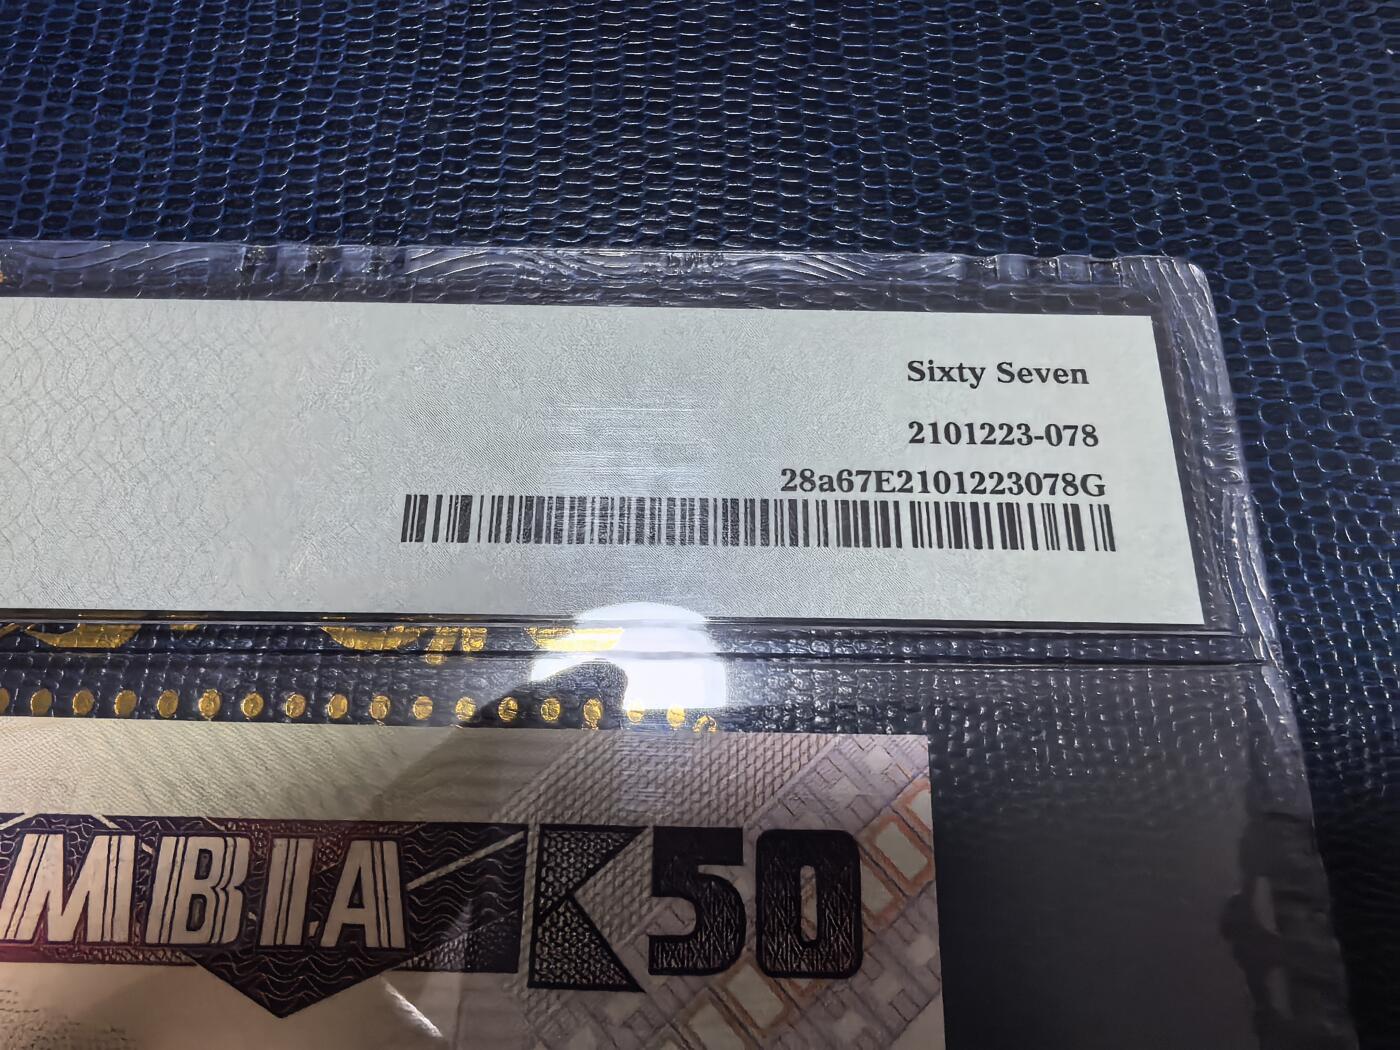 Sixty Seven
2101223-078
28a67E2101223078G
MBIA K50